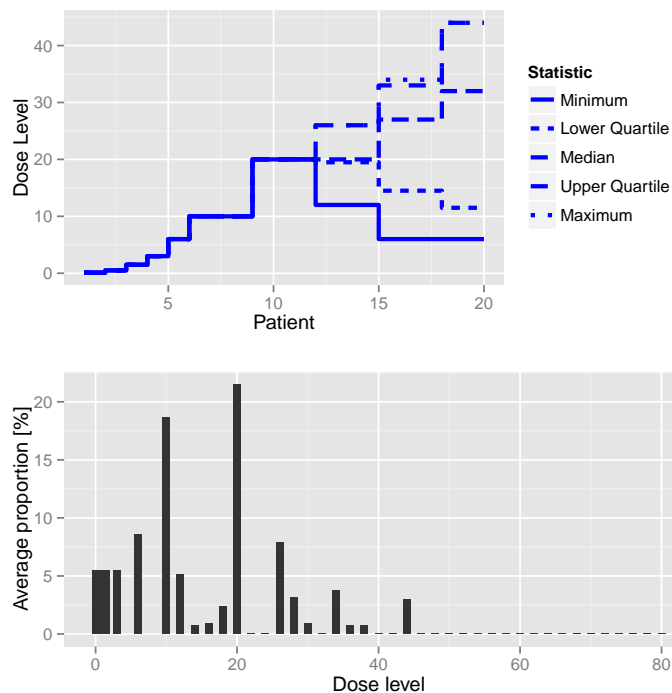 40
30
20
10
0
Dose Level
5
10
15
20
Patient
Statistic
Minimum
Lower Quartile
Median
Upper Quartile
Maximum
20
15
10
5
0
Average proportion [%]
0
20
40
60
80
Dose level